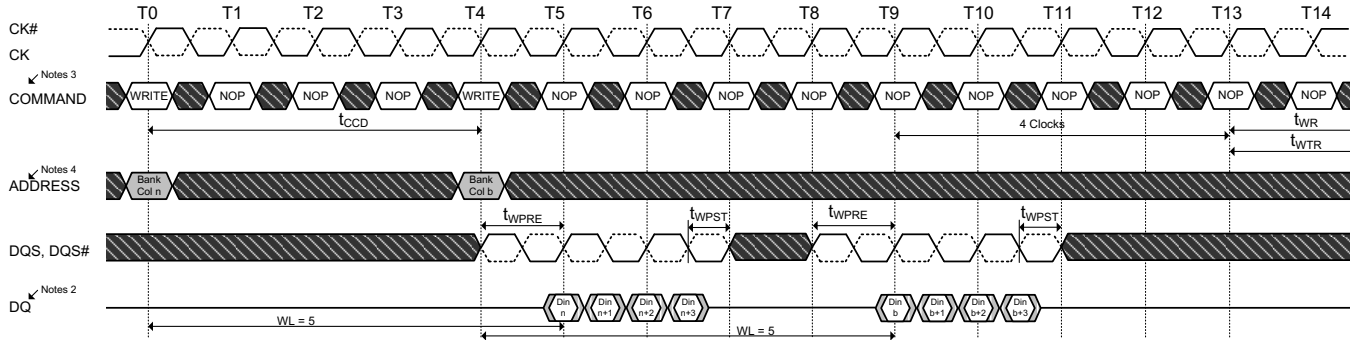 T0 T1 T2 T3 T4 T5 T6 T7 T8 T9 T10 T11 T12 T13 T14
CK#
CK
Notes 3
COMMAND WRITE NOP NOP NOP WRITE NOP NOP NOP NOP NOP NOP NOP NOP NOP NOP
tCCD 4 Clocks tWR
tWTR
Notes 4
ADDRESS Bank Col n Bank Col b
tWPRE tWPST tWPRE tWPST
DQS, DQS#
Notes 2
DQ Din n Din n+1 Din n+2 Din n+3 Din b Din b+1 Din b+2 Din b+3
WL = 5 WL = 5